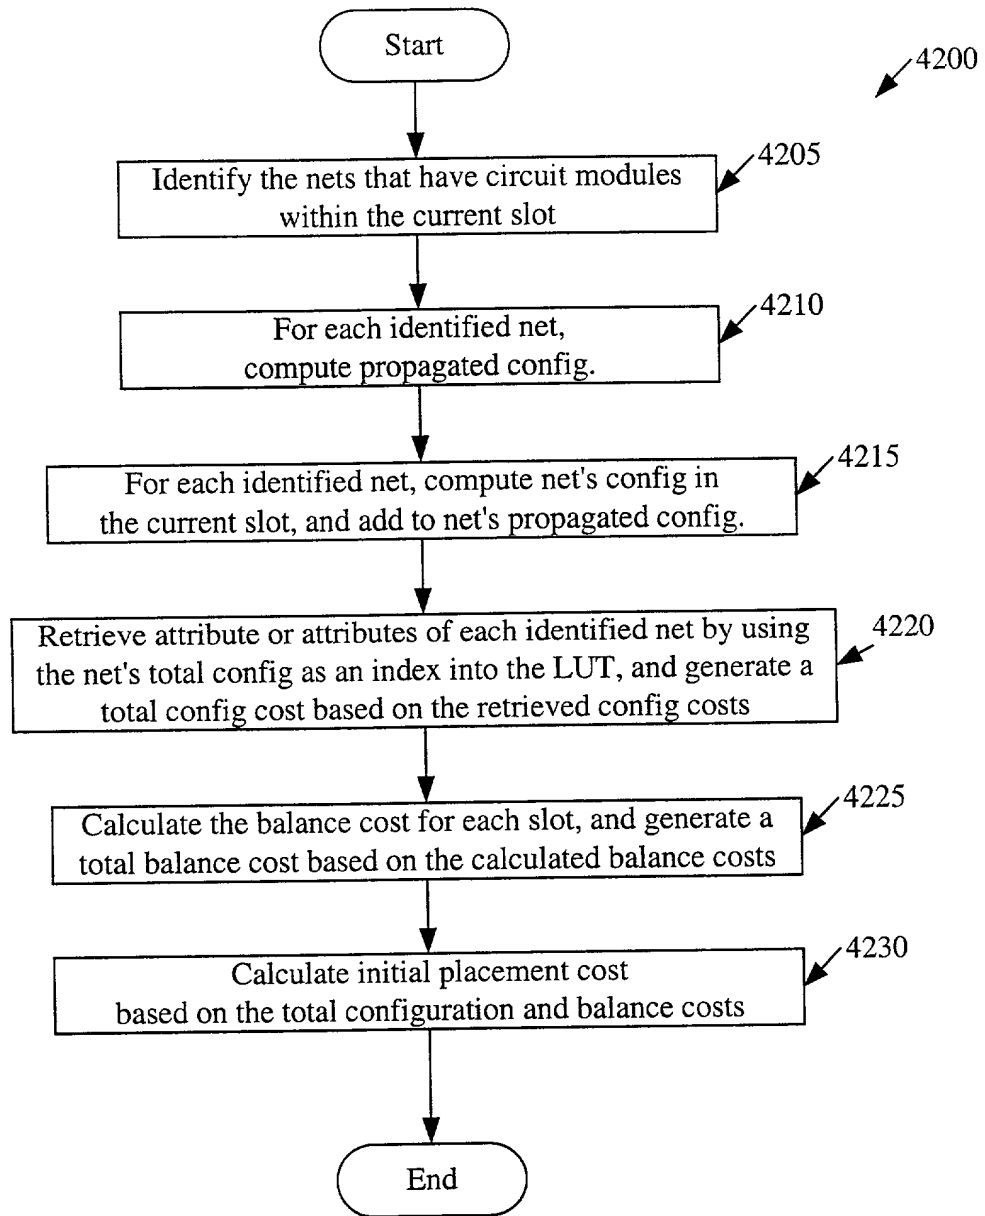 Start
4200
4205
Identify the nets that have circuit modules
within the current slot
4210
For each identified net,
compute propagated config.
4215
For each identified net, compute net's config in
the current slot, and add to net's propagated config.
4220
Retrieve attribute or attributes of each identified net by using
the net's total config as an index into the LUT, and generate a
total config cost based on the retrieved config costs
4225
Calculate the balance cost for each slot, and generate a
total balance cost based on the calculated balance costs
4230
Calculate initial placement cost
based on the total configuration and balance costs
End